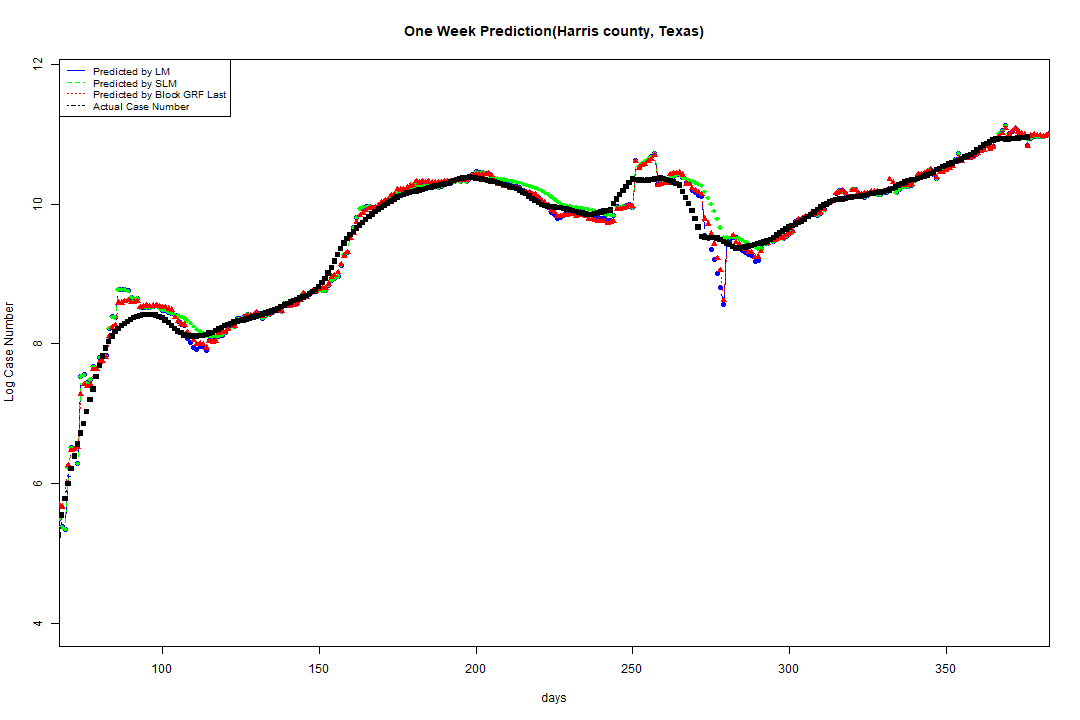 One Week Prediction(Harris county, Texas)
12
10
8
6
4
Log Case Number
Predicted by LM
Predicted by SLM
Predicted by Block GRF Last
Actual Case Number
100 150 200 250 300 350
days